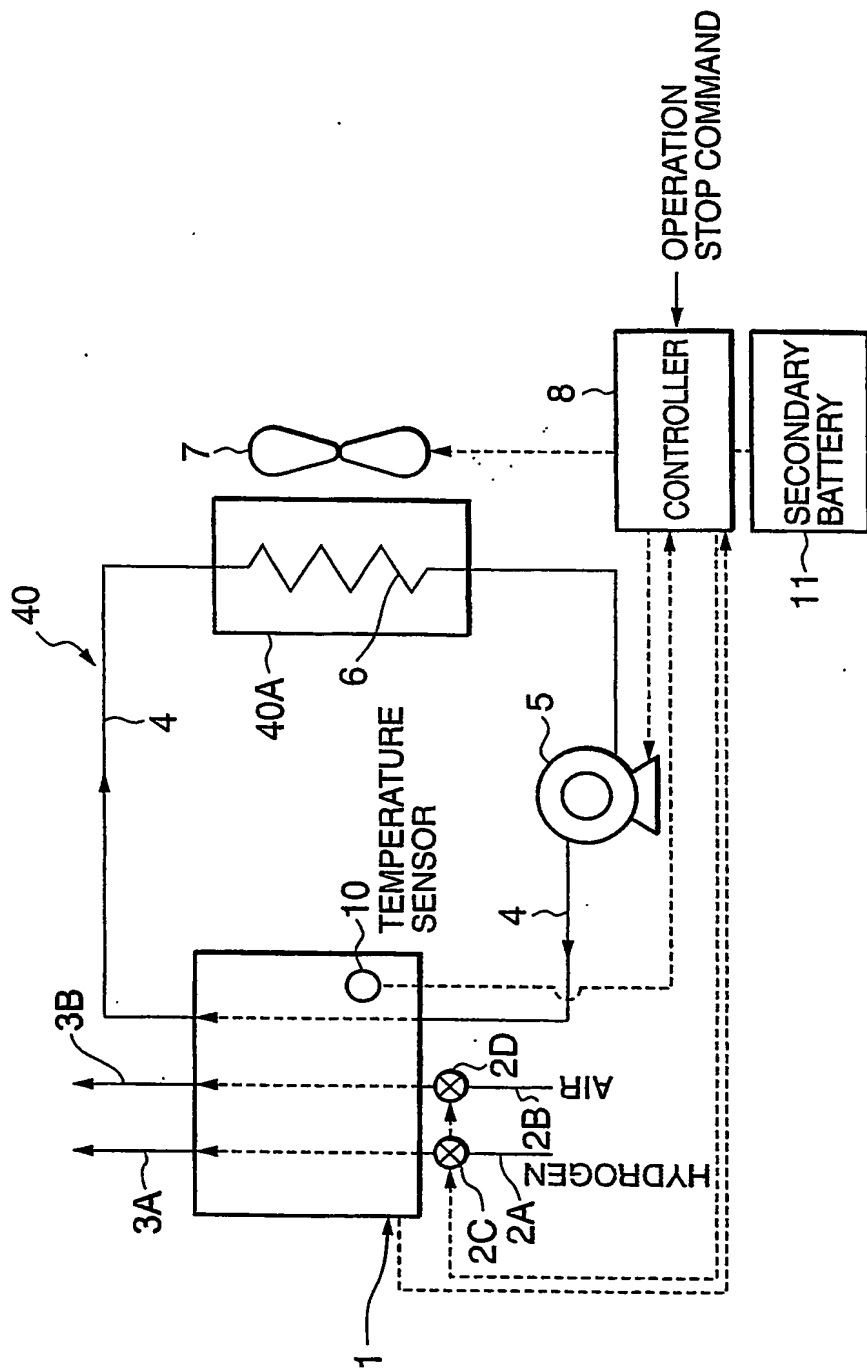 40
4
40A
6
7
8
CONTROLLER
OPERATION
STOP COMMAND
SECONDARY
BATTERY
11
3A
3B
10
TEMPERATURE
SENSOR
4
5
2D
2B
AIR
2C
2A
HYDROGEN
1